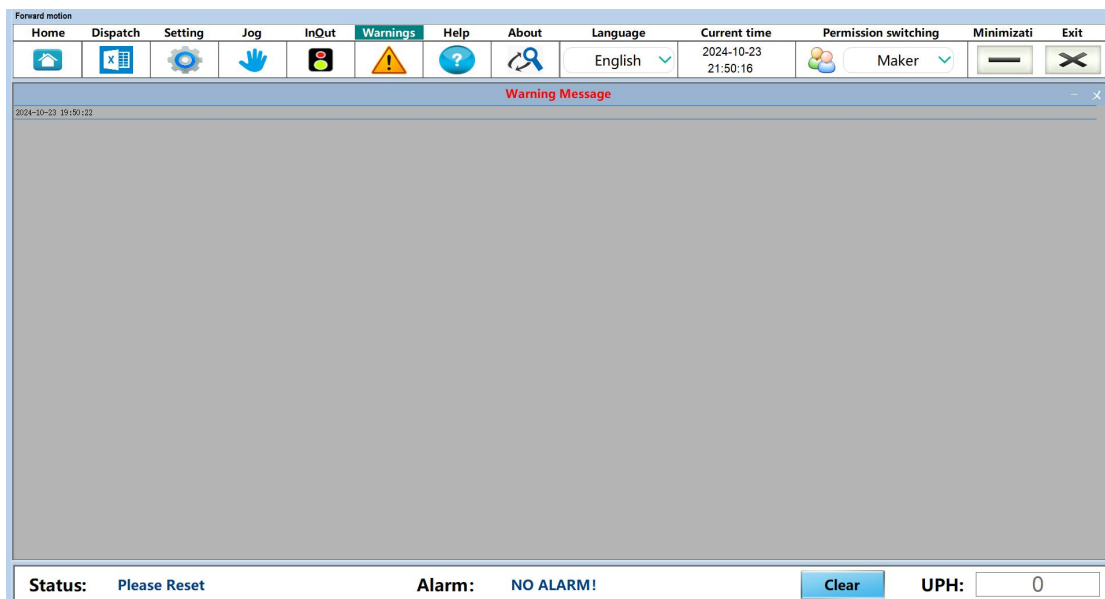 Forward motion
Home Dispatch Setting Jog InOut Warnings Help About Language Current time Permission switching Minimizati Exit
English 2024-10-23 Maker
21:50:16
Warning Message
2024-10-23 19:50:22
Status: Please Reset Alarm: NO ALARM! Clear UPH: 0